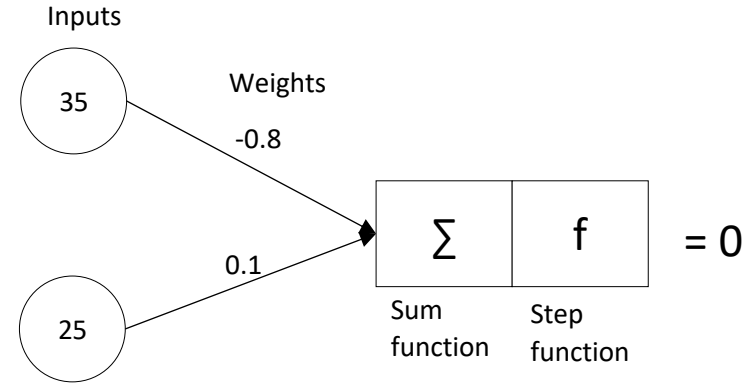 Inputs
35
Weights
-0.8
∑
f
= 0
0.1
25
Sum
function
Step
function